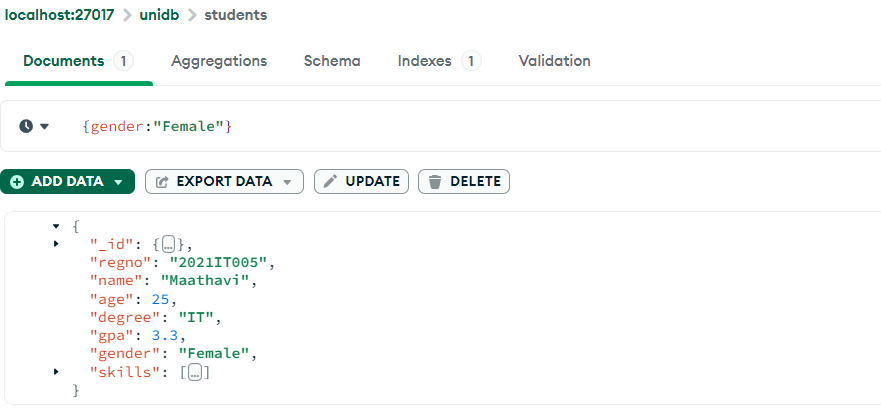 localhost:27017 > unidb > students
Documents 1 Aggregations Schema Indexes 1 Validation
{gender:"Female"}
ADD DATA EXPORT DATA UPDATE DELETE
{
"_id": {…},
"regno": "2021IT005",
"name": "Maathavi",
"age": 25,
"degree": "IT",
"gpa": 3.3,
"gender": "Female",
"skills": […]
}